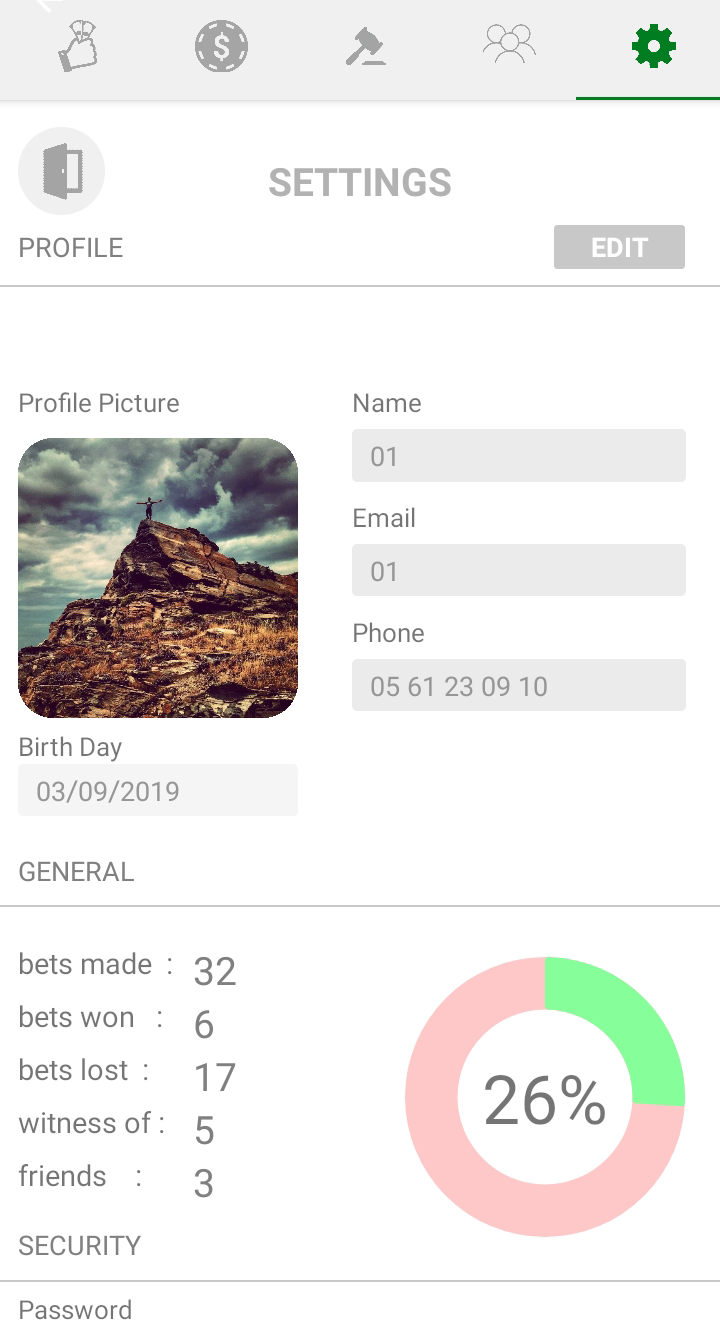 $
SETTINGS
PROFILE
EDIT
Profile Picture
Name
01
Email
01
Phone
05 61 23 09 10
Birth Day
03/09/2019
GENERAL
bets made : 32
bets won : 6
bets lost : 17
witness of : 5
friends : 3
26%
SECURITY
Password